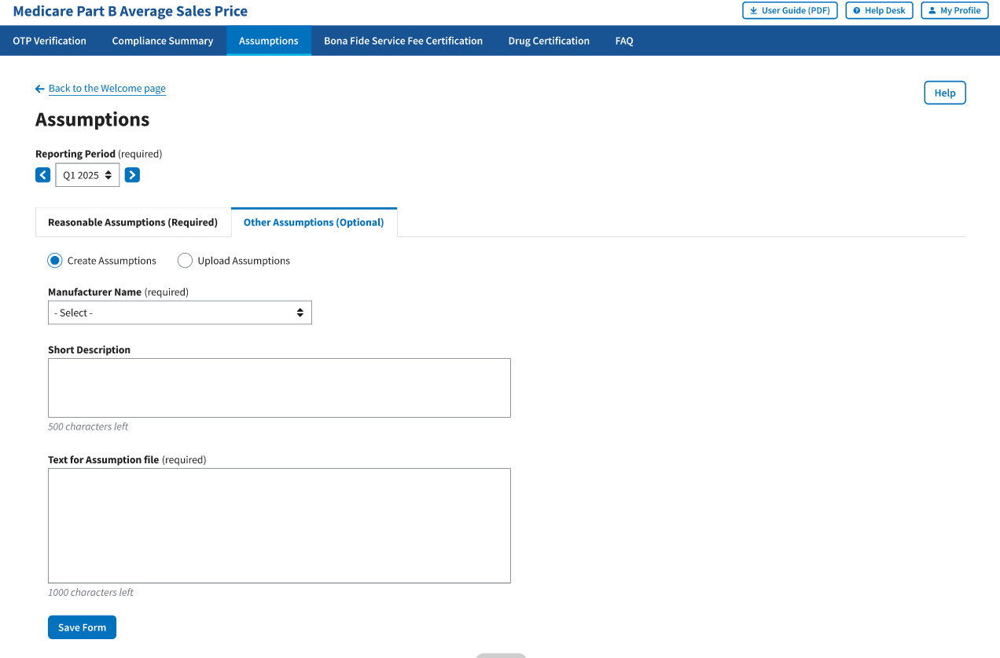 Medicare Part B Average Sales Price
User Guide (PDF) Help Desk My Profile
OTP Verification Compliance Summary Assumptions Bona Fide Service Fee Certification Drug Certification FAQ
Back to the Welcome page
Help
Assumptions
Reporting Period (required)
Q1 2025
Reasonable Assumptions (Required) Other Assumptions (Optional)
Create Assumptions Upload Assumptions
Manufacturer Name (required)
- Select -
Short Description
500 characters left
Text for Assumption file (required)
1000 characters left
Save Form